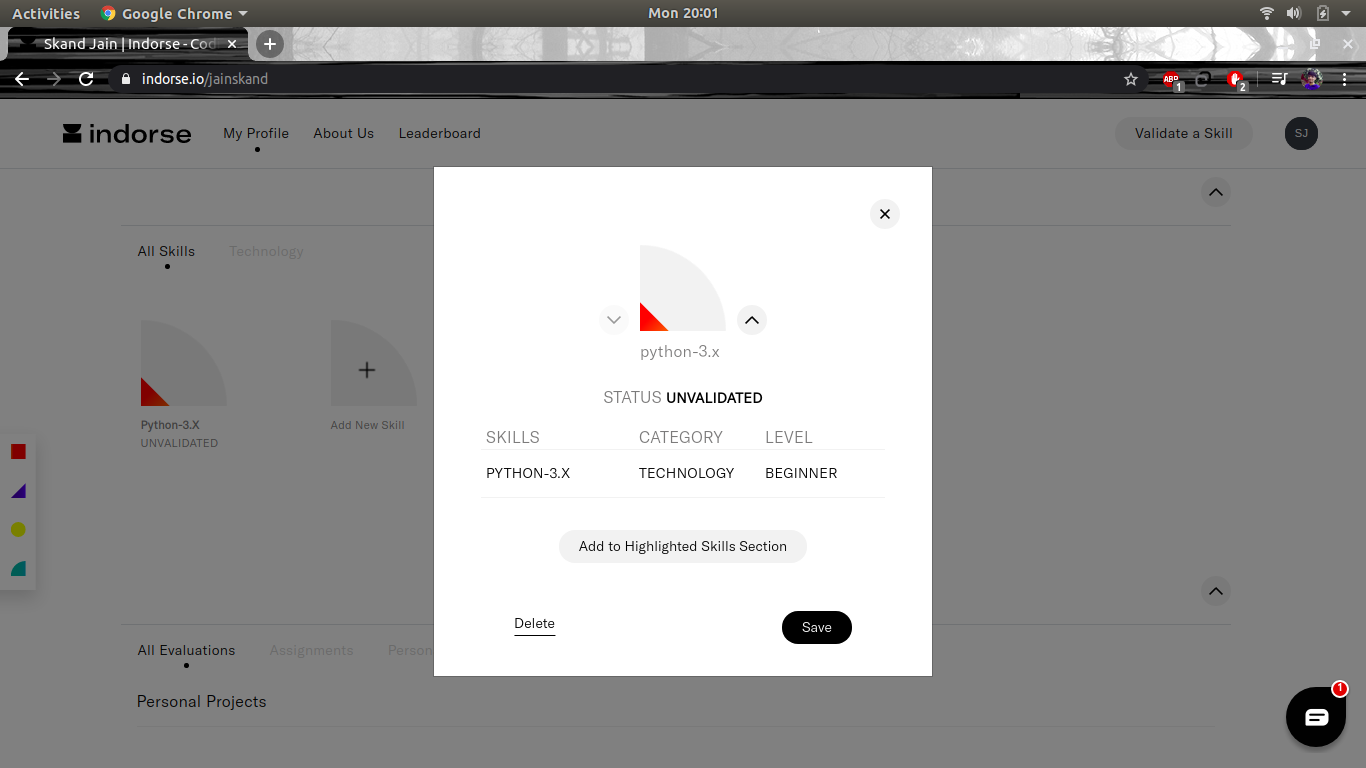 Activities Google Chrome Mon 20:01
Skand Jain | Indorse - Cod
indorse.io/jainskand
ABP 1 2
indorse My Profile About Us Leaderboard Validate a Skill SJ
All Skills Technology
python-3.x
STATUS UNVALIDATED
Python-3.X
UNVALIDATED
Add New Skill
SKILLS CATEGORY LEVEL
PYTHON-3.X TECHNOLOGY BEGINNER
Add to Highlighted Skills Section
Delete Save
All Evaluations Assignments Person
Personal Projects
1